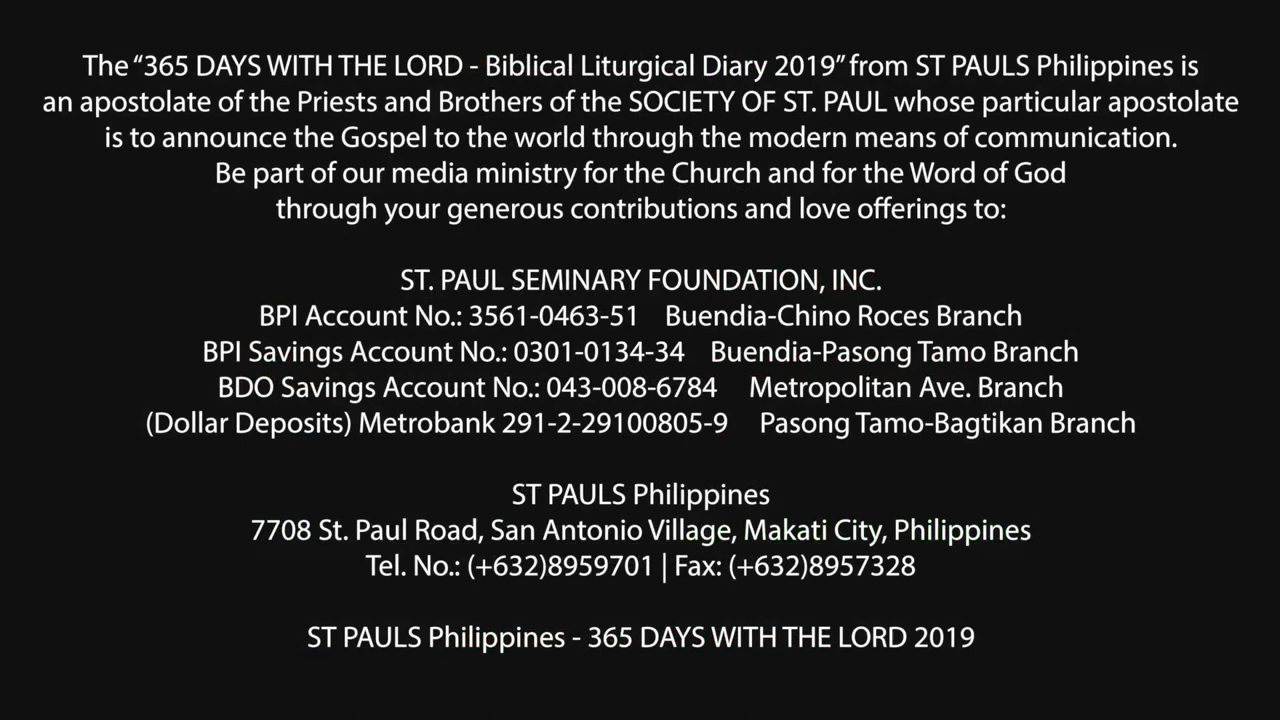 The “365 DAYS WITH THE LORD - Biblical Liturgical Diary 2019” from ST PAULS Philippines is
an apostolate of the Priests and Brothers of the SOCIETY OF ST. PAUL whose particular apostolate
is to announce the Gospel to the world through the modern means of communication.
Be part of our media ministry for the Church and for the Word of God
through your generous contributions and love offerings to:
ST. PAUL SEMINARY FOUNDATION, INC.
BPI Account No.: 3561-0463-51 Buendia-Chino Roces Branch
BPI Savings Account No.: 0301-0134-34 Buendia-Pasong Tamo Branch
BDO Savings Account No.: 043-008-6784 Metropolitan Ave. Branch
(Dollar Deposits) Metrobank 291-2-29100805-9 Pasong Tamo-Bagtikan Branch
ST PAULS Philippines
7708 St. Paul Road, San Antonio Village, Makati City, Philippines
Tel. No.: (+632)8959701 | Fax: (+632)8957328
ST PAULS Philippines - 365 DAYS WITH THE LORD 2019